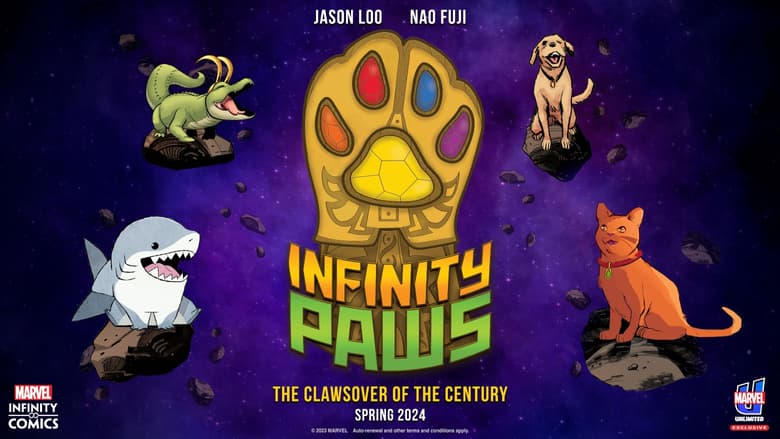 JASON LOO NAO FUJI
INFINITY
PAWS
THE CLAWSOVER OF THE CENTURY
SPRING 2024
© 2023 MARVEL Auto-renewal and other terms and conditions apply.
MARVEL
INFINITY
COMICS
U
MARVEL
UNLIMITED
EXCLUSIVE